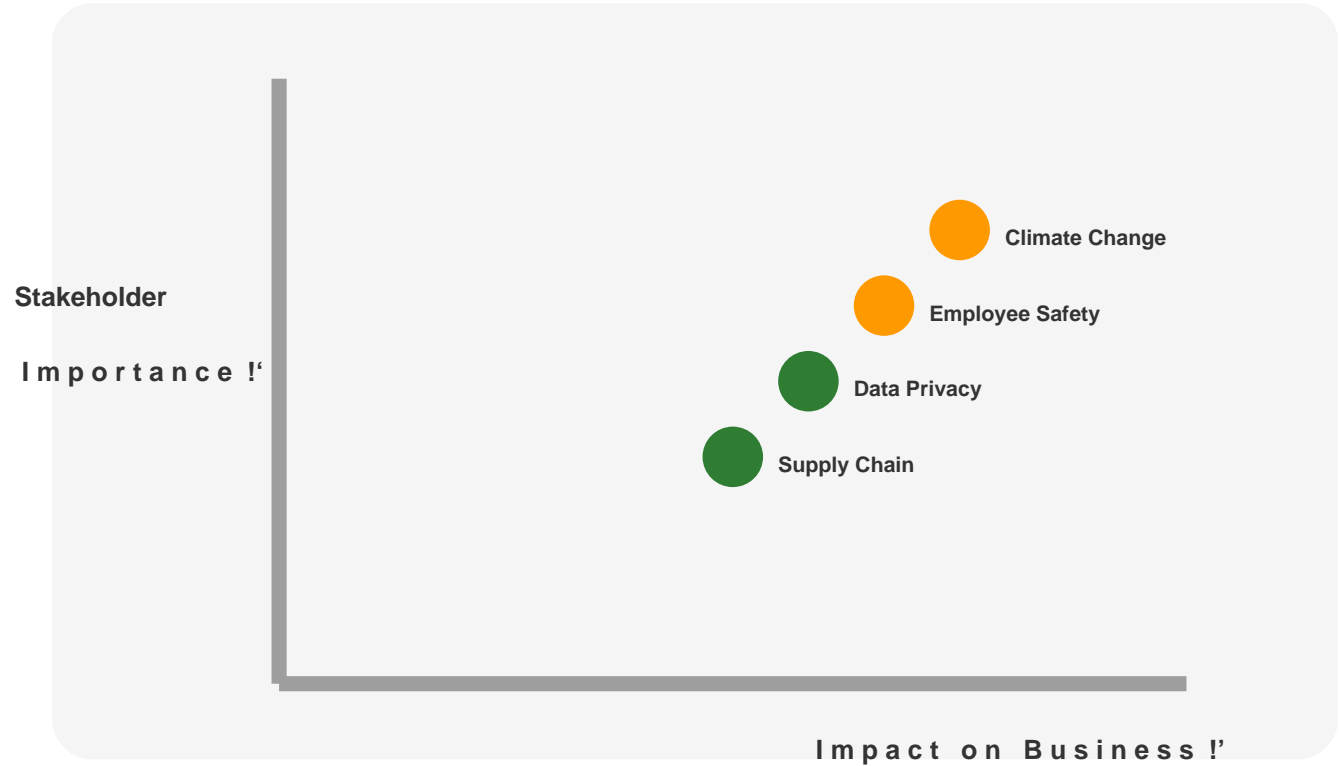 Climate Change
Stakeholder
Employee Safety
Importance !‘
Data Privacy
Supply Chain
Impact on Business !’